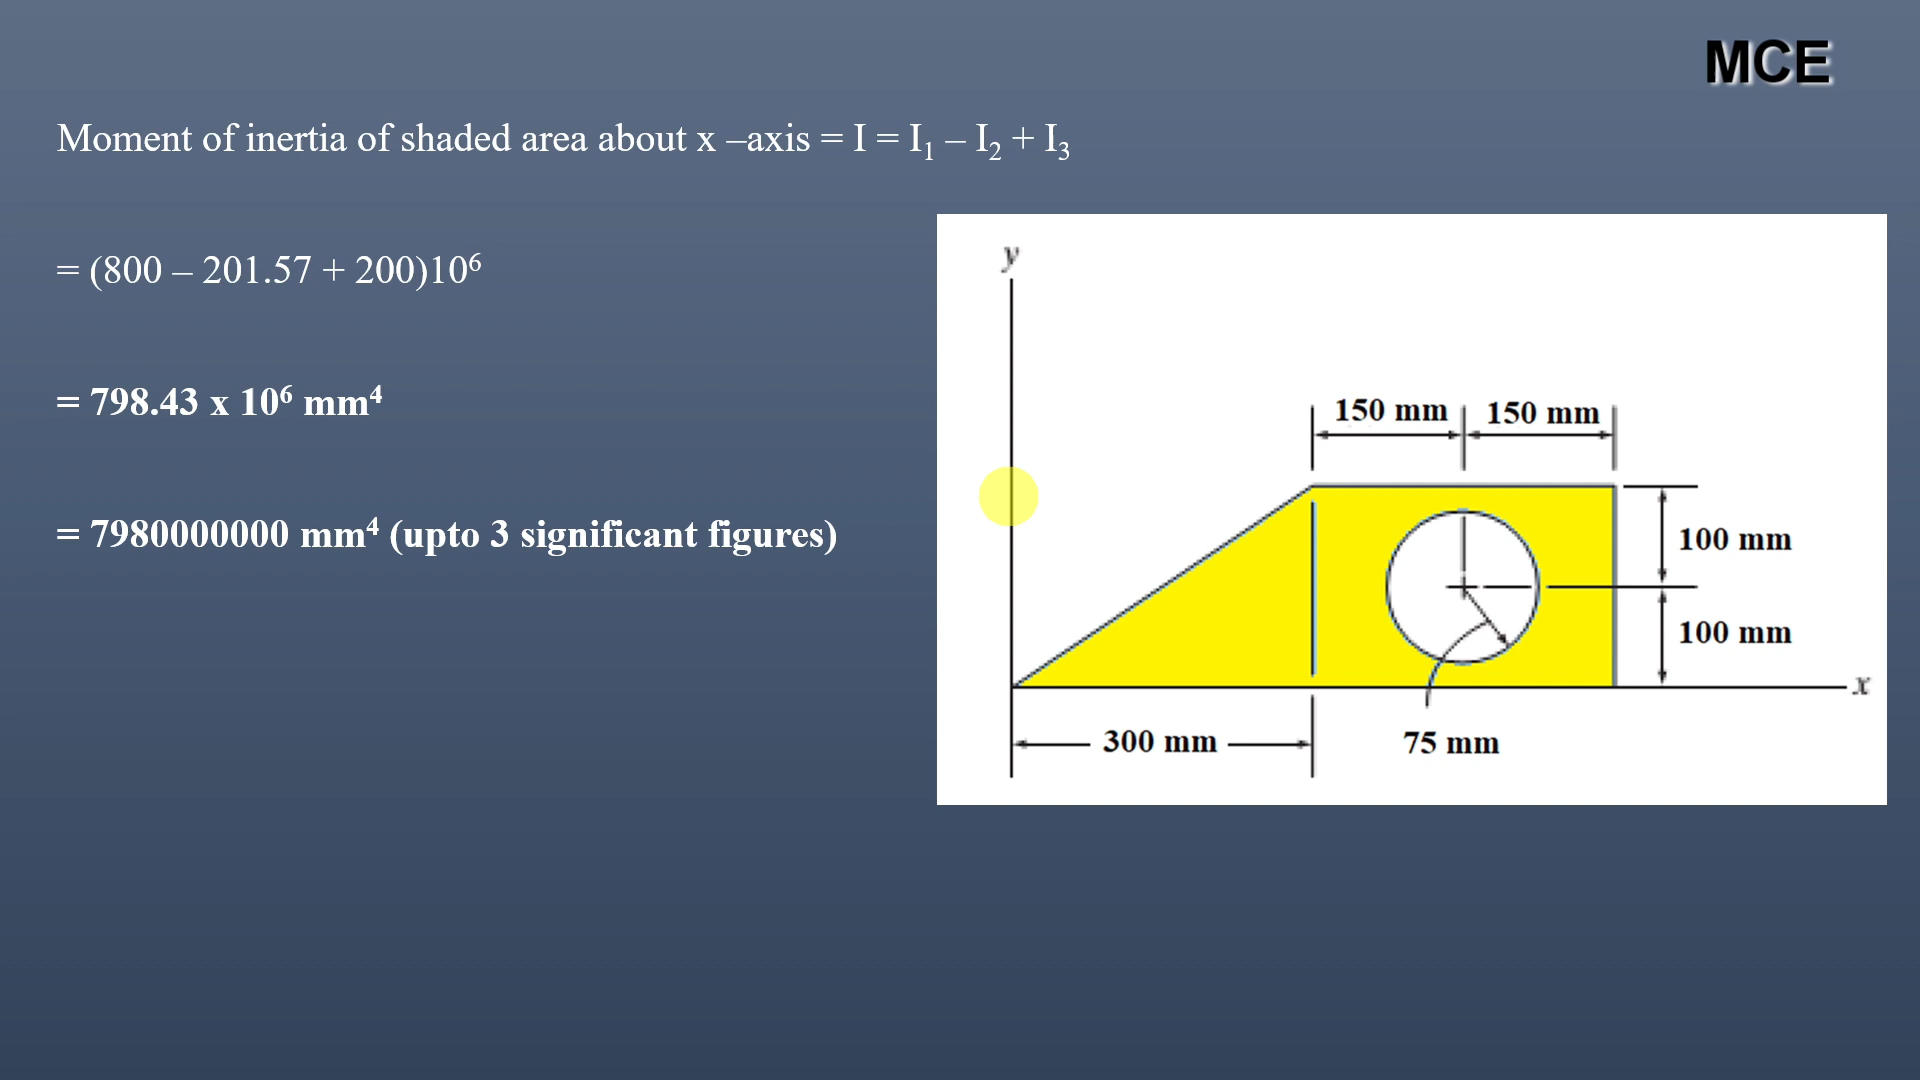 MCE
Moment of inertia of shaded area about x –axis = I = I₁ – I₂ + I₃
= (800 – 201.57 + 200)10⁶
= 798.43 x 10⁶ mm⁴
= 7980000000 mm⁴ (upto 3 significant figures)
y
150 mm 150 mm
100 mm
100 mm
x
300 mm 75 mm